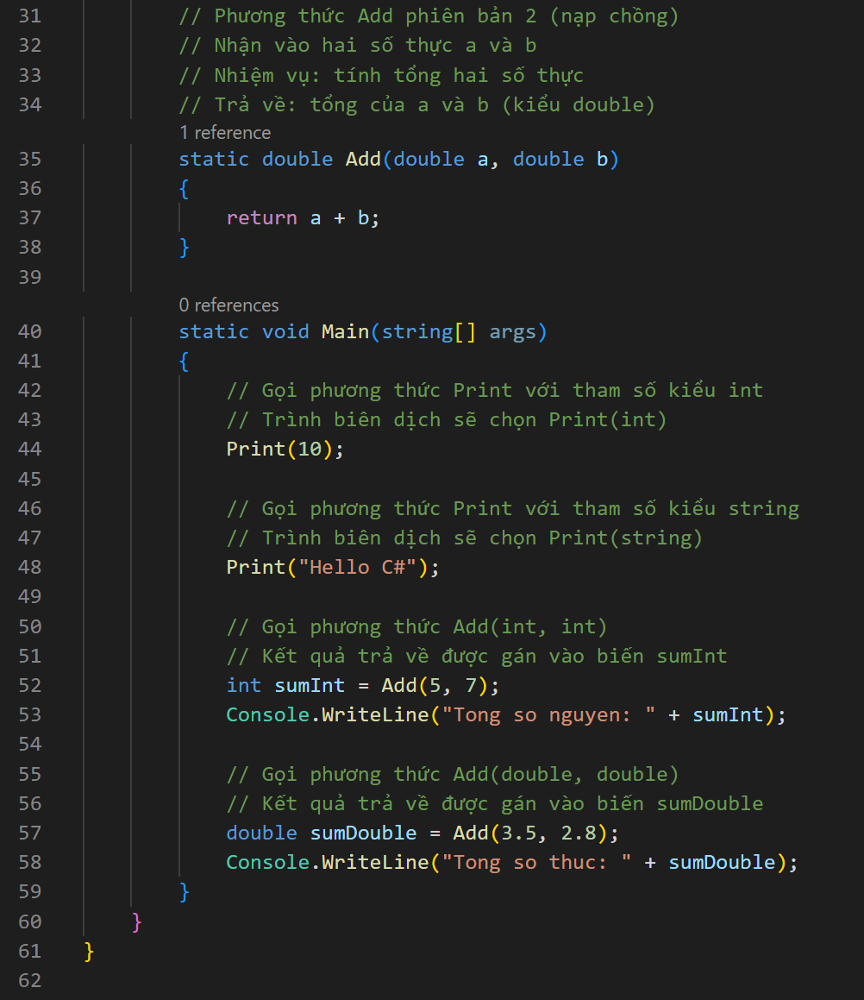 31 // Phương thức Add phiên bản 2 (nạp chồng)
32 // Nhận vào hai số thực a và b
33 // Nhiệm vụ: tính tổng hai số thực
34 // Trả về: tổng của a và b (kiểu double)
1 reference
35 static double Add(double a, double b)
36 {
37 return a + b;
38 }
39
0 references
40 static void Main(string[] args)
41 {
42 // Gọi phương thức Print với tham số kiểu int
43 // Trình biên dịch sẽ chọn Print(int)
44 Print(10);
45
46 // Gọi phương thức Print với tham số kiểu string
47 // Trình biên dịch sẽ chọn Print(string)
48 Print("Hello C#");
49
50 // Gọi phương thức Add(int, int)
51 // Kết quả trả về được gán vào biến sumInt
52 int sumInt = Add(5, 7);
53 Console.WriteLine("Tong so nguyen: " + sumInt);
54
55 // Gọi phương thức Add(double, double)
56 // Kết quả trả về được gán vào biến sumDouble
57 double sumDouble = Add(3.5, 2.8);
58 Console.WriteLine("Tong so thuc: " + sumDouble);
59 }
60 }
61 }
62